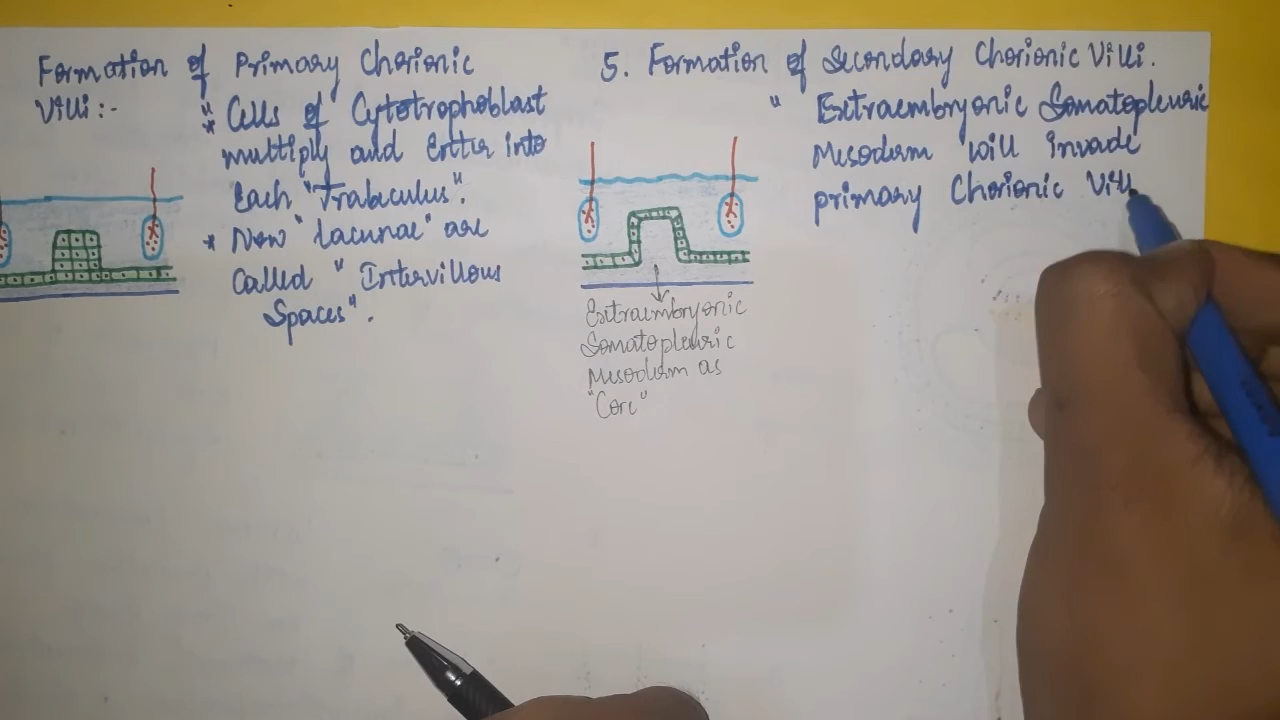 Formation of Primary Chorionic
Villi:-
* Cells of Cytotrophoblast
multiply and Enter into
Each "Trabaculus".
* Now "lacunae" are
Called "Intervillous
Spaces".
5. Formation of Secondary Chorionic Villi.
" Extraembryonic Somatopleuric
Mesoderm will invade
primary Chorionic Villi
Extraembryonic
Somatopleuric
Mesoderm as
"Core"